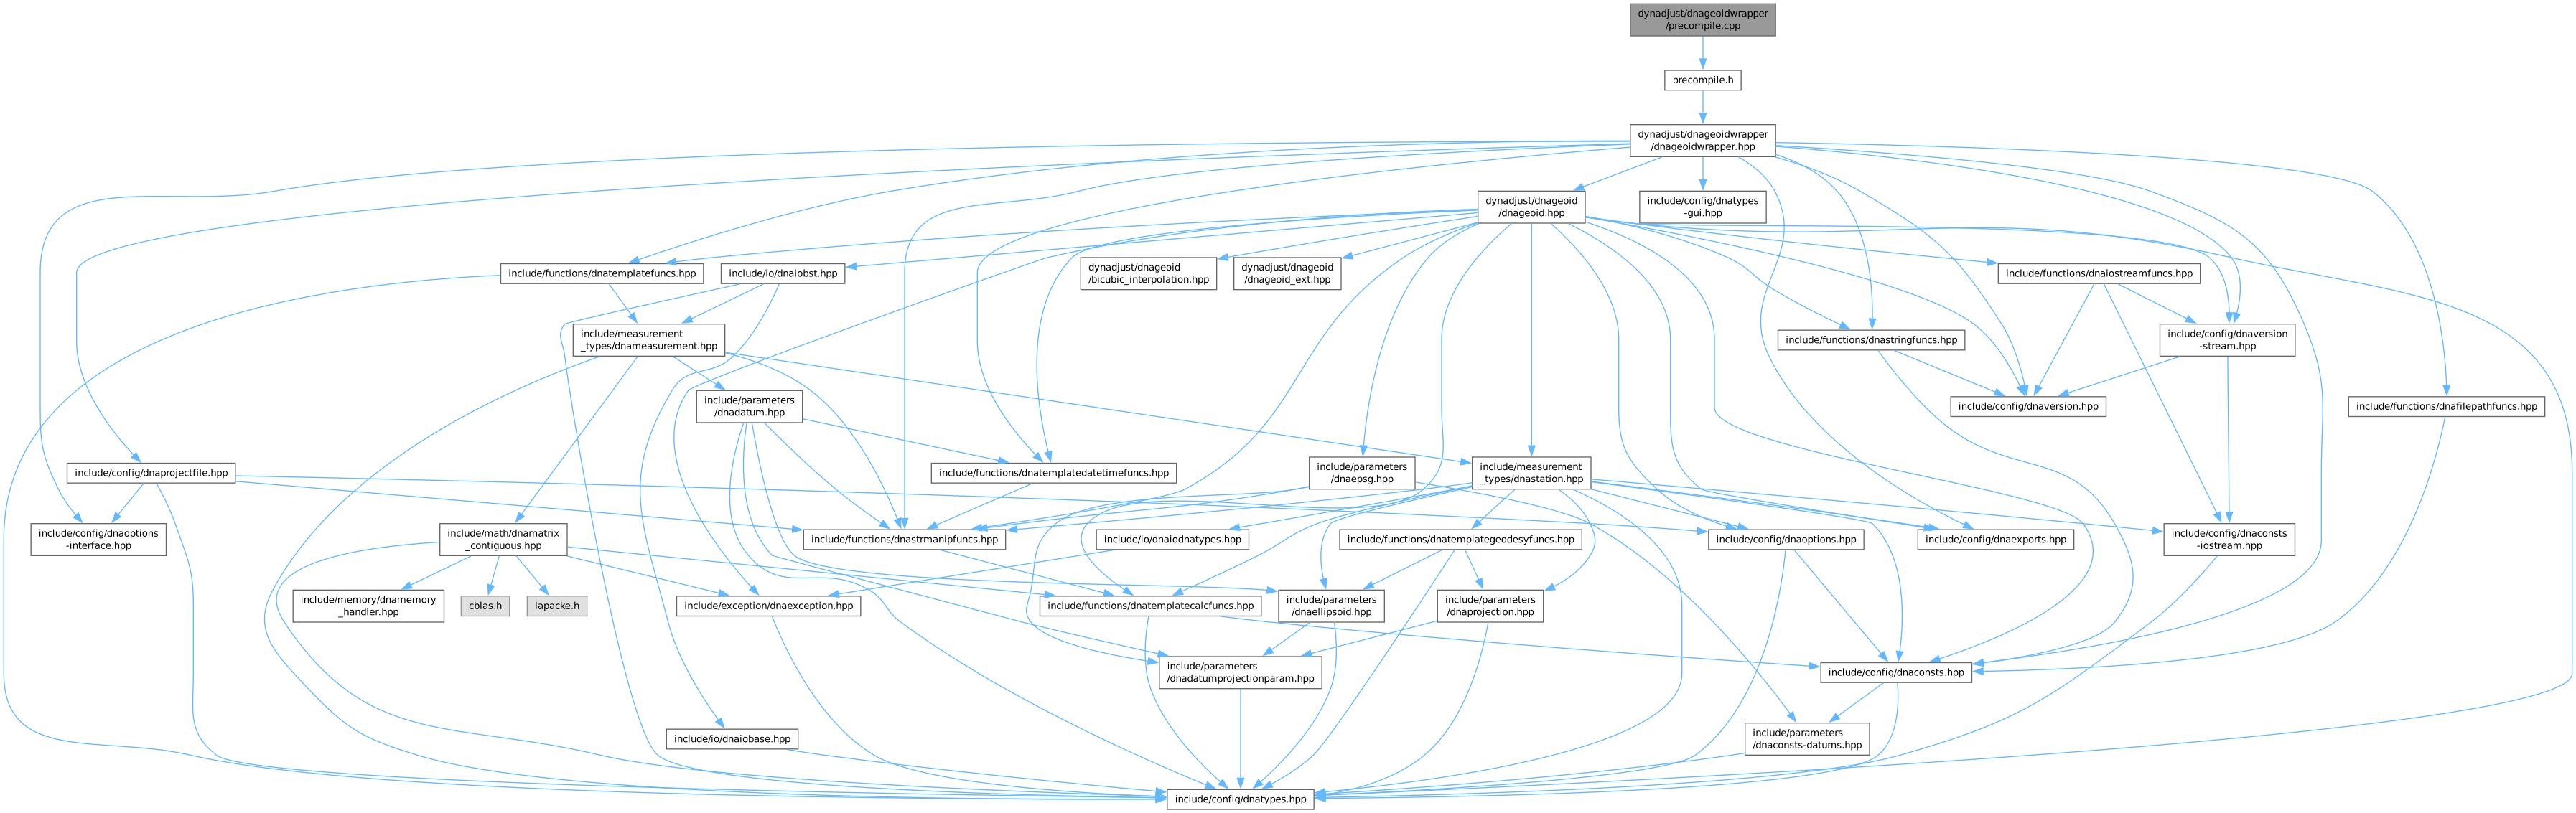 dynadjust/dnageoidwrapper
/precompile.cpp
precompile.h
dynadjust/dnageoidwrapper
/dnageoidwrapper.hpp
dynadjust/dnageoid
/dnageoid.hpp
include/config/dnatypes
-gui.hpp
include/functions/dnatemplatefuncs.hpp
include/io/dnaiobst.hpp
dynadjust/dnageoid
/bicubic_interpolation.hpp
dynadjust/dnageoid
/dnageoid_ext.hpp
include/functions/dnaiostreamfuncs.hpp
include/measurement
_types/dnameasurement.hpp
include/functions/dnastringfuncs.hpp
include/config/dnaversion
-stream.hpp
include/parameters
/dnadatum.hpp
include/config/dnaversion.hpp
include/functions/dnafilepathfuncs.hpp
include/config/dnaprojectfile.hpp
include/functions/dnatemplatedatetimefuncs.hpp
include/parameters
/dnaepsg.hpp
include/measurement
_types/dnastation.hpp
include/config/dnaoptions
-interface.hpp
include/math/dnamatrix
_contiguous.hpp
include/functions/dnastrmanipfuncs.hpp
include/io/dnaiodnatypes.hpp
include/functions/dnatemplategeodesyfuncs.hpp
include/config/dnaoptions.hpp
include/config/dnaexports.hpp
include/config/dnaconsts
-iostream.hpp
include/memory/dnamemory
_handler.hpp
cblas.h
lapacke.h
include/exception/dnaexception.hpp
include/functions/dnatemplatecalcfuncs.hpp
include/parameters
/dnaellipsoid.hpp
include/parameters
/dnaprojection.hpp
include/parameters
/dnadatumprojectionparam.hpp
include/config/dnaconsts.hpp
include/io/dnaiobase.hpp
include/parameters
/dnaconsts-datums.hpp
include/config/dnatypes.hpp